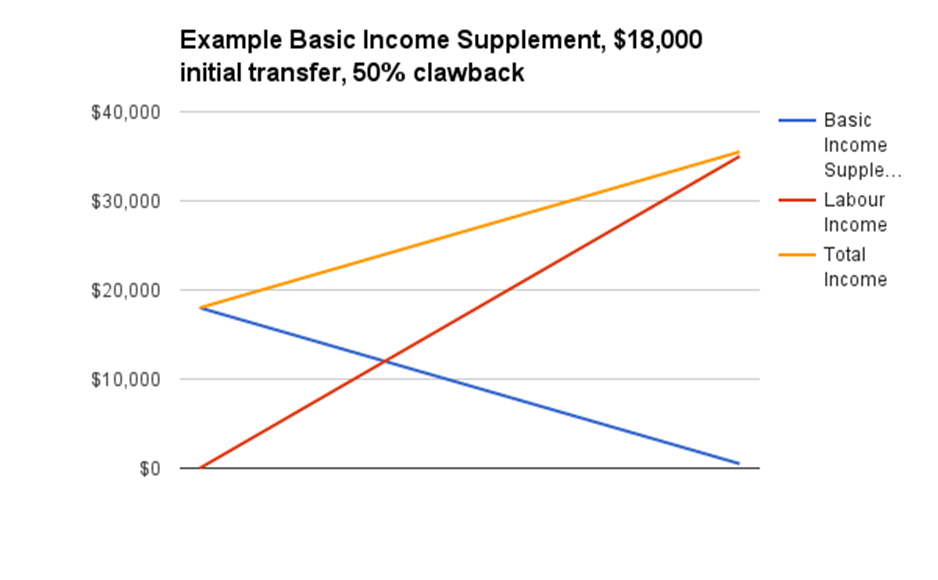 Example Basic Income Supplement, $18,000
initial transfer, 50% clawback
$40,000
$30,000
$20,000
$10,000
$0
Basic
Income
Supple...
Labour
Income
Total
Income